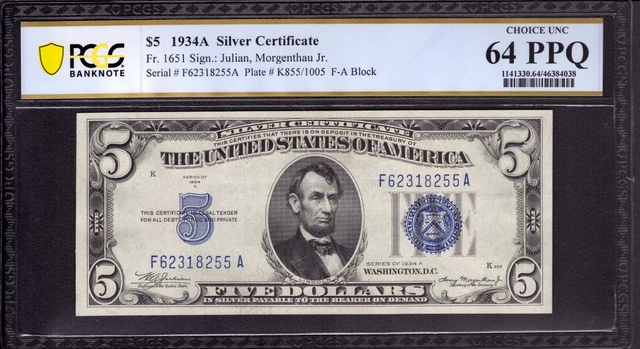 PCGS
BANKNOTE
$5 1934A Silver Certificate
Fr. 1651 Sign.: Julian, Morgenthau Jr.
Serial # F62318255A Plate # K855/1005 F-A Block
CHOICE UNC
64 PPQ
1141330.64/46384038
SILVER CERTIFICATE
THIS CERTIFIES THAT THERE IS ON DEPOSIT IN THE TREASURY OF
THE UNITED STATES OF AMERICA
5
5
K
SERIES OF
1934
A
F62318255A
THIS CERTIFICATE IS LEGAL TENDER
FOR ALL DEBTS PUBLIC AND PRIVATE
5
FIVE
F62318255A
SERIES OF 1934 A
WASHINGTON, D.C.
K 855
5
5
LINCOLN
FIVE DOLLARS
IN SILVER PAYABLE TO THE BEARER ON DEMAND